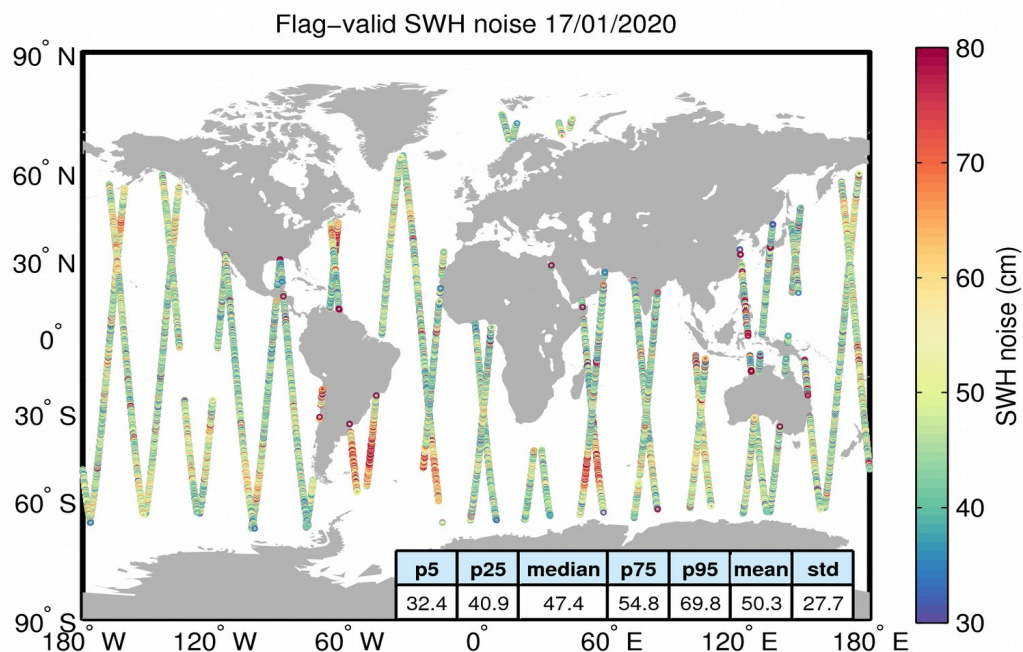 Flag−valid SWH noise 17/01/2020
90° N
60° N
30° N
0°
30° S
60° S
90° S
180° W
120° W
60° W
0°
60° E
120° E
180° E
80
70
60
50
40
30
SWH noise (cm)
p5 p25 median p75 p95 mean std
32.4 40.9 47.4 54.8 69.8 50.3 27.7